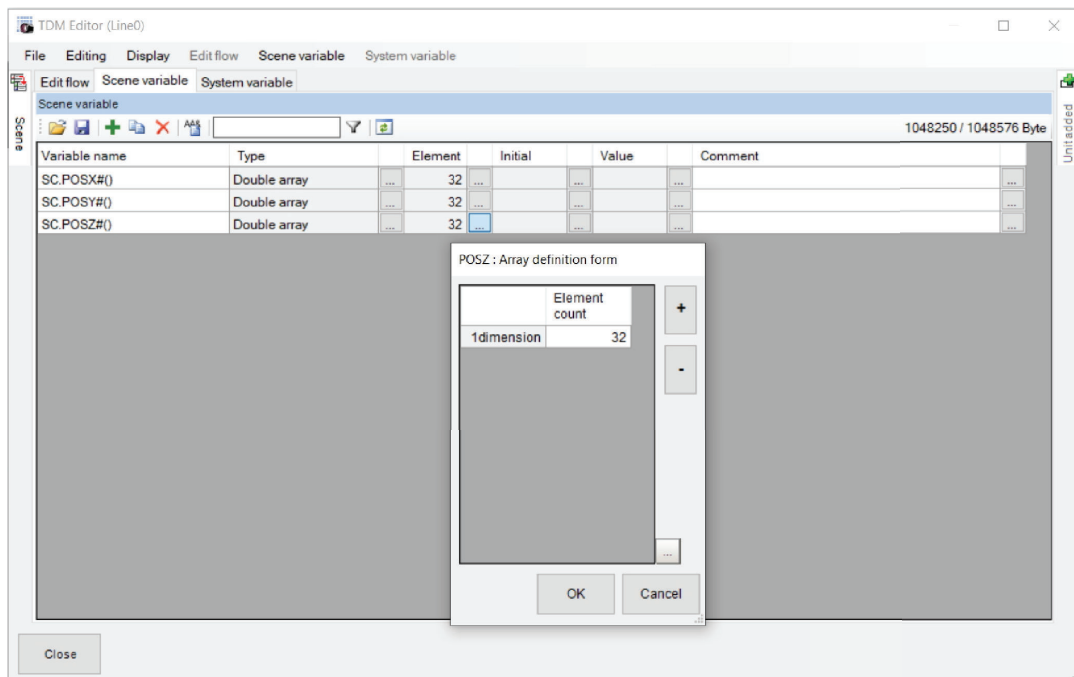 TDM Editor (Line0)
File Editing Display Edit flow Scene variable System variable
Edit flow Scene variable System variable
Scene variable
Scene
Unitadded
AAS
1048250 / 1048576 Byte
Variable name Type Element Initial Value Comment
SC.POSX#() Double array ... 32 ... ... ... ...
SC.POSY#() Double array ... 32 ... ... ... ...
SC.POSZ#() Double array ... 32 ... ... ... ...
POSZ : Array definition form
Element
count
+
1dimension 32
-
...
OK Cancel
Close